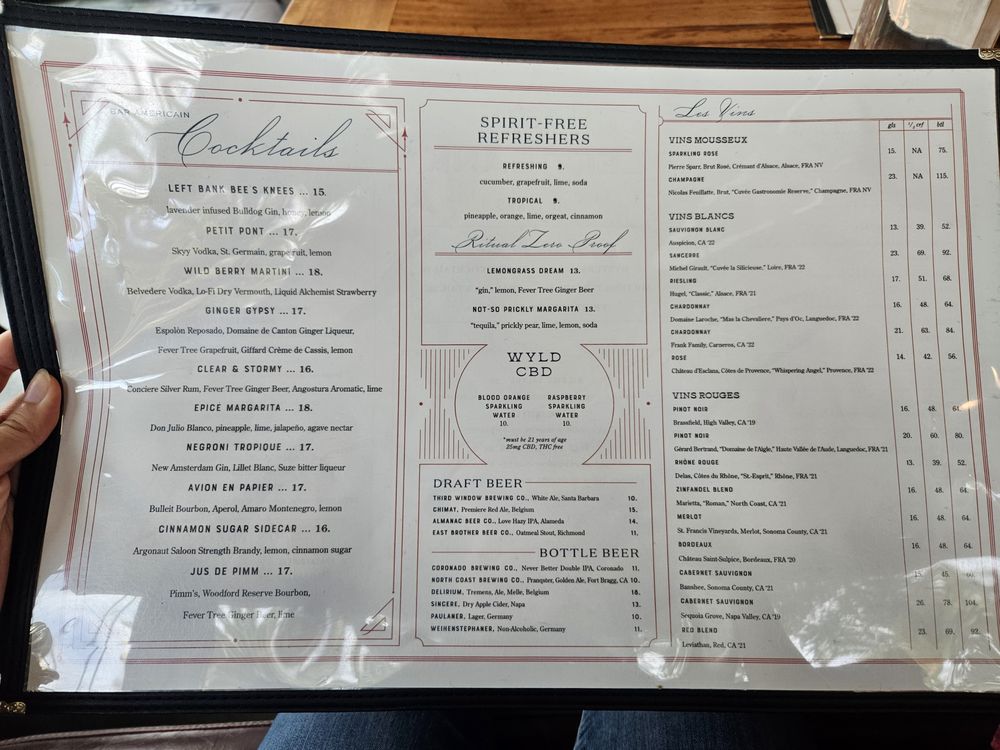 BAR AMERICAIN
Cocktails
LEFT BANK BEE'S KNEES ... 15.
lavender infused Bulldog Gin, honey, lemon
PETIT PONT ... 17.
Skyy Vodka, St. Germain, grapefruit, lemon
WILD BERRY MARTINI ... 18.
Belvedere Vodka, Lo-Fi Dry Vermouth, Liquid Alchemist Strawberry
GINGER GYPSY ... 17.
Espolòn Reposado, Domaine de Canton Ginger Liqueur,
Fever Tree Grapefruit, Giffard Crème de Cassis, lemon
CLEAR & STORMY ... 16.
Conciere Silver Rum, Fever Tree Ginger Beer, Angostura Aromatic, lime
EPICE MARGARITA ... 18.
Don Julio Blanco, pineapple, lime, jalapeño, agave nectar
NEGRONI TROPIQUE ... 17.
New Amsterdam Gin, Lillet Blanc, Suze bitter liqueur
AVION EN PAPIER ... 17.
Bulleit Bourbon, Aperol, Amaro Montenegro, lemon
CINNAMON SUGAR SIDECAR ... 16.
Argonaut Saloon Strength Brandy, lemon, cinnamon sugar
JUS DE PIMM ... 17.
Pimm's, Woodford Reserve Bourbon,
Fever Tree Ginger Beer, lime
SPIRIT-FREE
REFRESHERS
REFRESHING 9.
cucumber, grapefruit, lime, soda
TROPICAL 9.
pineapple, orange, lime, orgeat, cinnamon
Ritual Zero Proof
LEMONGRASS DREAM 13.
"gin," lemon, Fever Tree Ginger Beer
NOT-SO PRICKLY MARGARITA 13.
"tequila," prickly pear, lime, lemon, soda
WYLD
CBD
BLOOD ORANGE SPARKLING WATER 10.
RASPBERRY SPARKLING WATER 10.
*must be 21 years of age
25mg CBD, THC free
DRAFT BEER
THIRD WINDOW BREWING CO., White Ale, Santa Barbara 10.
CHIMAY, Premiere Red Ale, Belgium 15.
ALMANAC BEER CO., Love Hazy IPA, Alameda 14.
EAST BROTHER BEER CO., Oatmeal Stout, Richmond 11.
BOTTLE BEER
CORONADO BREWING CO., Never Better Double IPA, Coronado 11.
NORTH COAST BREWING CO., Pranqster, Golden Ale, Fort Bragg, CA 10.
DELIRIUM, Tremens, Ale, Melle, Belgium 18.
SINCERE, Dry Apple Cider, Napa 13.
PAULANER, Lager, Germany 10.
WEIHENSTEPHANER, Non-Alcoholic, Germany 11.
Les Vins
gls ½ crf btl
VINS MOUSSEUX
SPARKLING ROSE 15. NA 75.
Pierre Sparr, Brut Rosé, Crémant d'Alsace, Alsace, FRA NV
CHAMPAGNE 23. NA 115.
Nicolas Feuillatte, Brut, "Cuvée Gastronomie Reserve," Champagne, FRA NV
VINS BLANCS
SAUVIGNON BLANC 13. 39. 52.
Auspicion, CA '22
SANCERRE 23. 69. 92.
Michel Girault, "Cuvée la Silicieuse," Loire, FRA '22
RIESLING 17. 51. 68.
Hugel, "Classic," Alsace, FRA '21
CHARDONNAY 16. 48. 64.
Domaine Laroche, "Mas la Chevaliere," Pays d'Oc, Languedoc, FRA '22
CHARDONNAY 21. 63. 84.
Frank Family, Carneros, CA '22
ROSE 14. 42. 56.
Château d'Esclans, Côtes de Provence, "Whispering Angel," Provence, FRA '22
VINS ROUGES
PINOT NOIR 16. 48. 64.
Brassfield, High Valley, CA '19
PINOT NOIR 20. 60. 80.
Gérard Bertrand, "Domaine de l'Aigle," Haute Vallée de l'Aude, Languedoc, FRA '21
RHÔNE ROUGE 13. 39. 52.
Delas, Côtes du Rhône, "St-Esprit," Rhône, FRA '21
ZINFANDEL BLEND 16. 48. 64.
Marietta, "Roman," North Coast, CA '21
MERLOT 16. 48. 64.
St. Francis Vineyards, Merlot, Sonoma County, CA '21
BORDEAUX 16. 48. 64.
Château Saint-Sulpice, Bordeaux, FRA '20
CABERNET SAUVIGNON 15. 45. 60.
Banshee, Sonoma County, CA '21
CABERNET SAUVIGNON 26. 78. 104.
Sequoia Grove, Napa Valley, CA '19
RED BLEND 23. 69. 92.
Leviathan, Red, CA '21